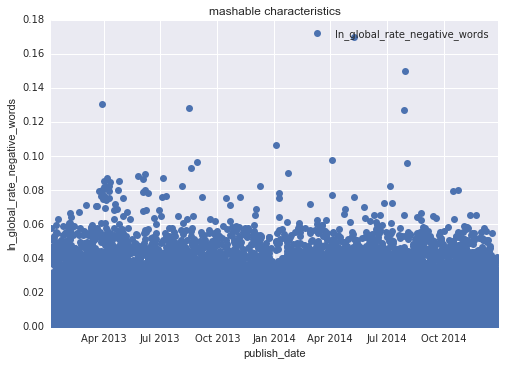 mashable characteristics
ln_global_rate_negative_words
ln_global_rate_negative_words
0.18
0.16
0.14
0.12
0.10
0.08
0.06
0.04
0.02
0.00
Apr 2013
Jul 2013
Oct 2013
Jan 2014
Apr 2014
Jul 2014
Oct 2014
publish_date